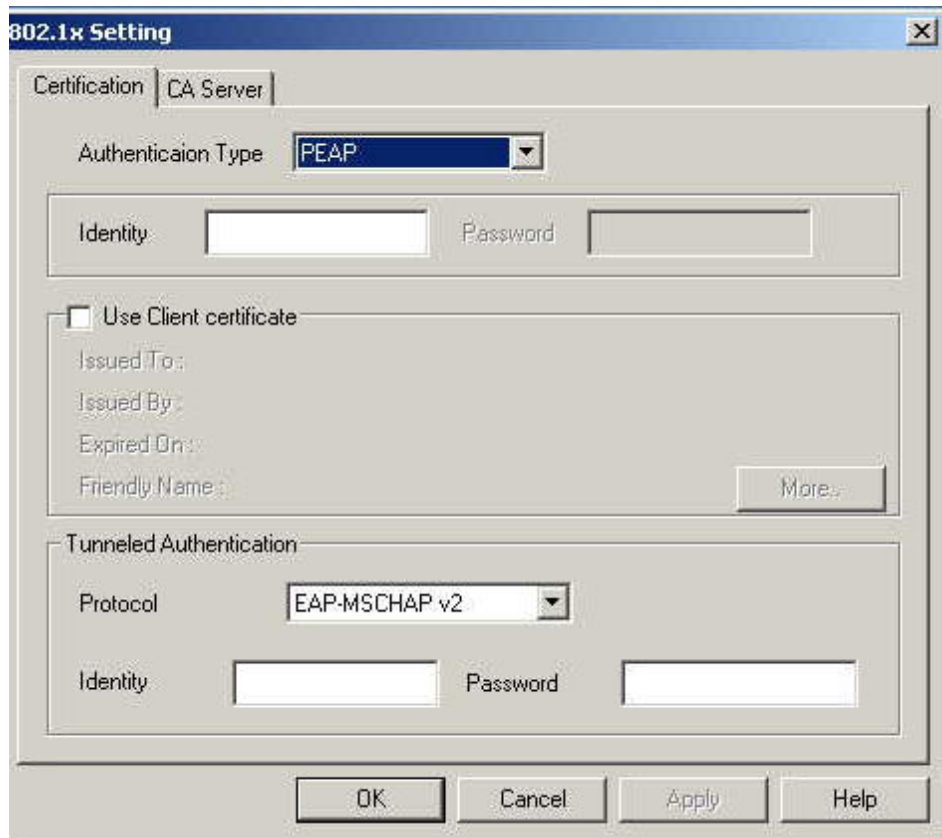 802.1x Setting
Certification CA Server
Authenticaion Type PEAP
Identity Password
Use Client certificate
Issued To :
Issued By :
Expired On :
Friendly Name :
More..
Tunneled Authentication
Protocol EAP-MSCHAP v2
Identity Password
OK Cancel Apply Help